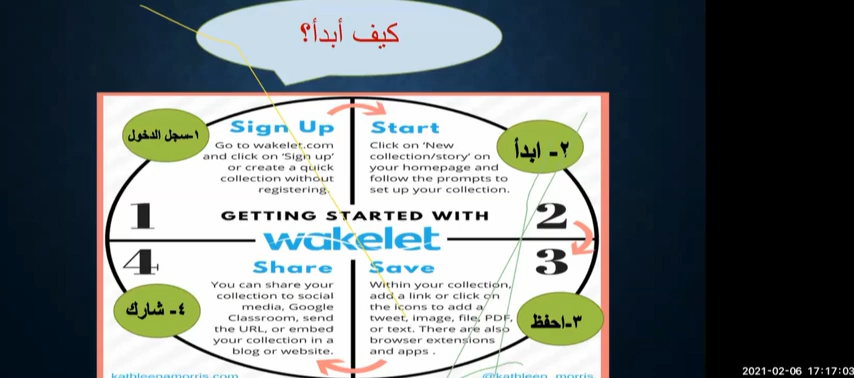 كيف أبدأ؟
١-سجل الدخول
Sign Up
Go to wakelet.com
and click on 'Sign up'
or create a quick
collection without
registering.
1
Start
Click on 'New
collection/story' on
your homepage and
follow the prompts to
set up your collection.
٢- ابدأ
2
GETTING STARTED WITH
wakelet
3
Save
Within your collection,
add a link or click on
the icons to add a
tweet, image, file, PDF,
or text. There are also
browser extensions
and apps .
٣-احفظ
4
Share
You can share your
collection to social
media, Google
Classroom, send
the URL, or embed
your collection in a
blog or website.
٤- شارك
kathleenamorris.com
@kathleen_morris
2021-02-06 17:17:03